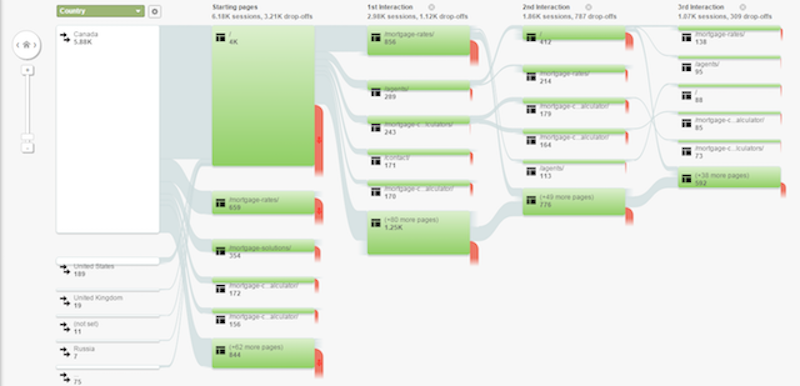 Country
Canada
5.88K
United States
189
United Kingdom
19
(not set)
11
Russia
7
...
75
Starting pages
6.18K sessions, 3.21K drop-offs
/
4K
/mortgage-rates/
658
/mortgage-solutions/
354
/mortgage-c...alculator/
172
/mortgage-c...alculator/
156
(+62 more pages)
844
1st Interaction
2.98K sessions, 1.12K drop-offs
/mortgage-rates/
856
/agents/
289
/mortgage-c...lculators/
243
/contact/
171
/mortgage-c...alculator/
170
(+80 more pages)
1.25K
2nd Interaction
1.86K sessions, 787 drop-offs
/
412
/mortgage-rates/
214
/mortgage-c...alculator/
179
/mortgage-c...alculator/
164
/agents/
113
(+49 more pages)
776
3rd Interaction
1.07K sessions, 309 drop-offs
/mortgage-rates/
138
/agents/
95
/
88
/mortgage-c...alculator/
85
/mortgage-c...lculators/
73
(+38 more pages)
592